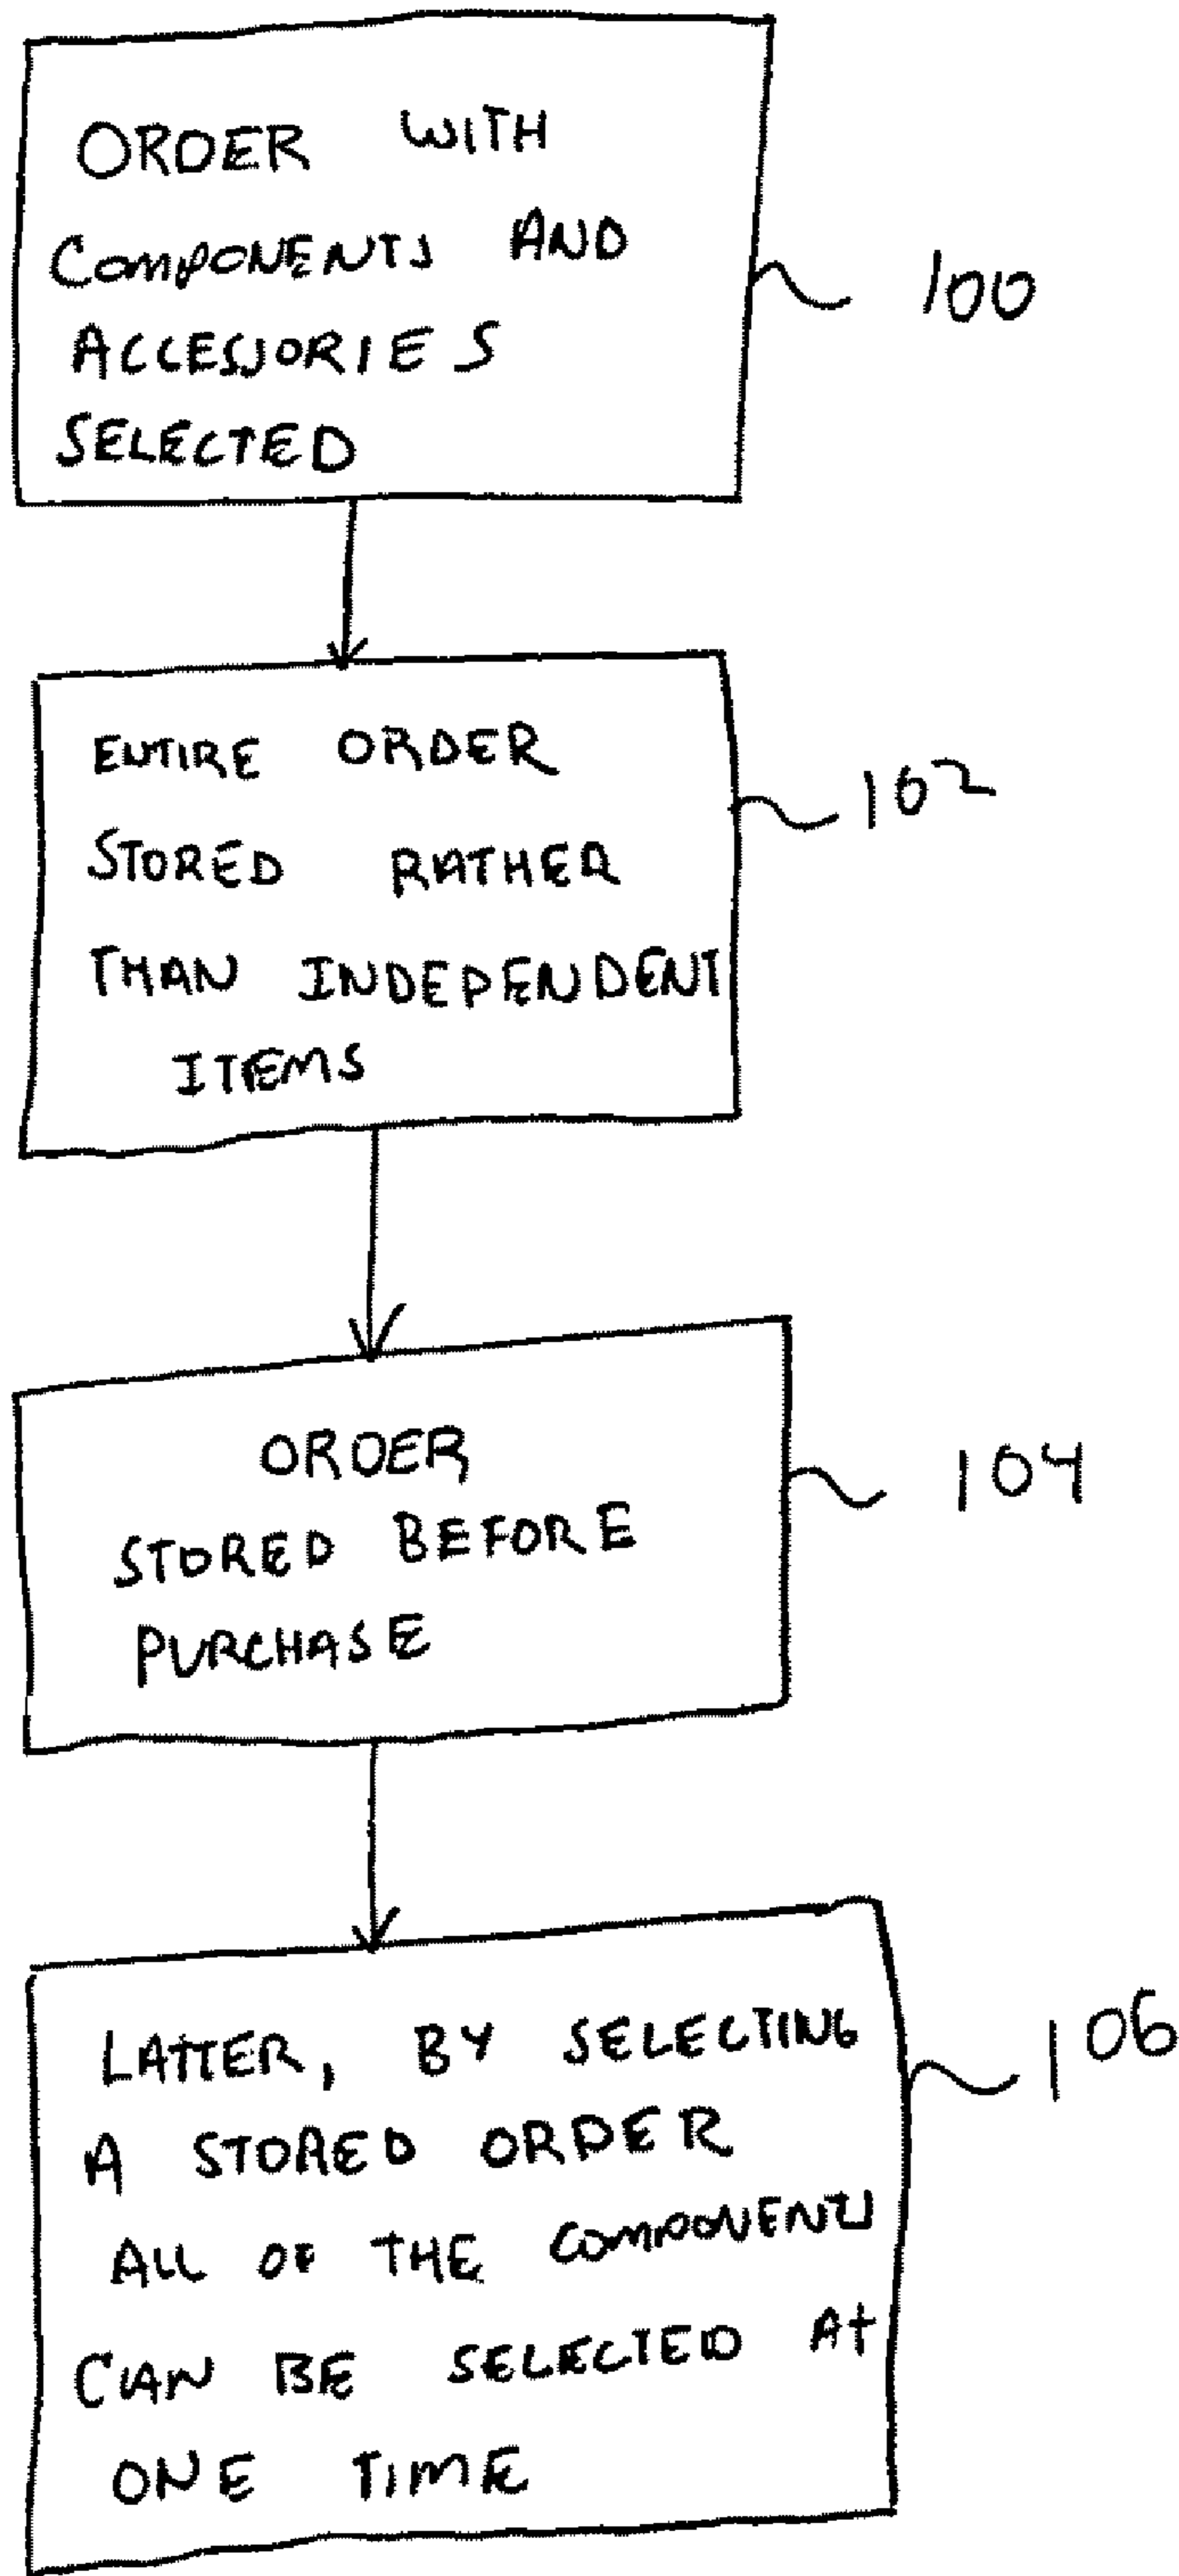 ORDER WITH
COMPONENTS AND
ACCESSORIES
SELECTED
100
ENTIRE ORDER
STORED RATHER
THAN INDEPENDENT
ITEMS
102
ORDER
STORED BEFORE
PURCHASE
104
LATTER, BY SELECTING
A STORED ORDER
ALL OF THE COMPONENTS
CAN BE SELECTED AT
ONE TIME
106